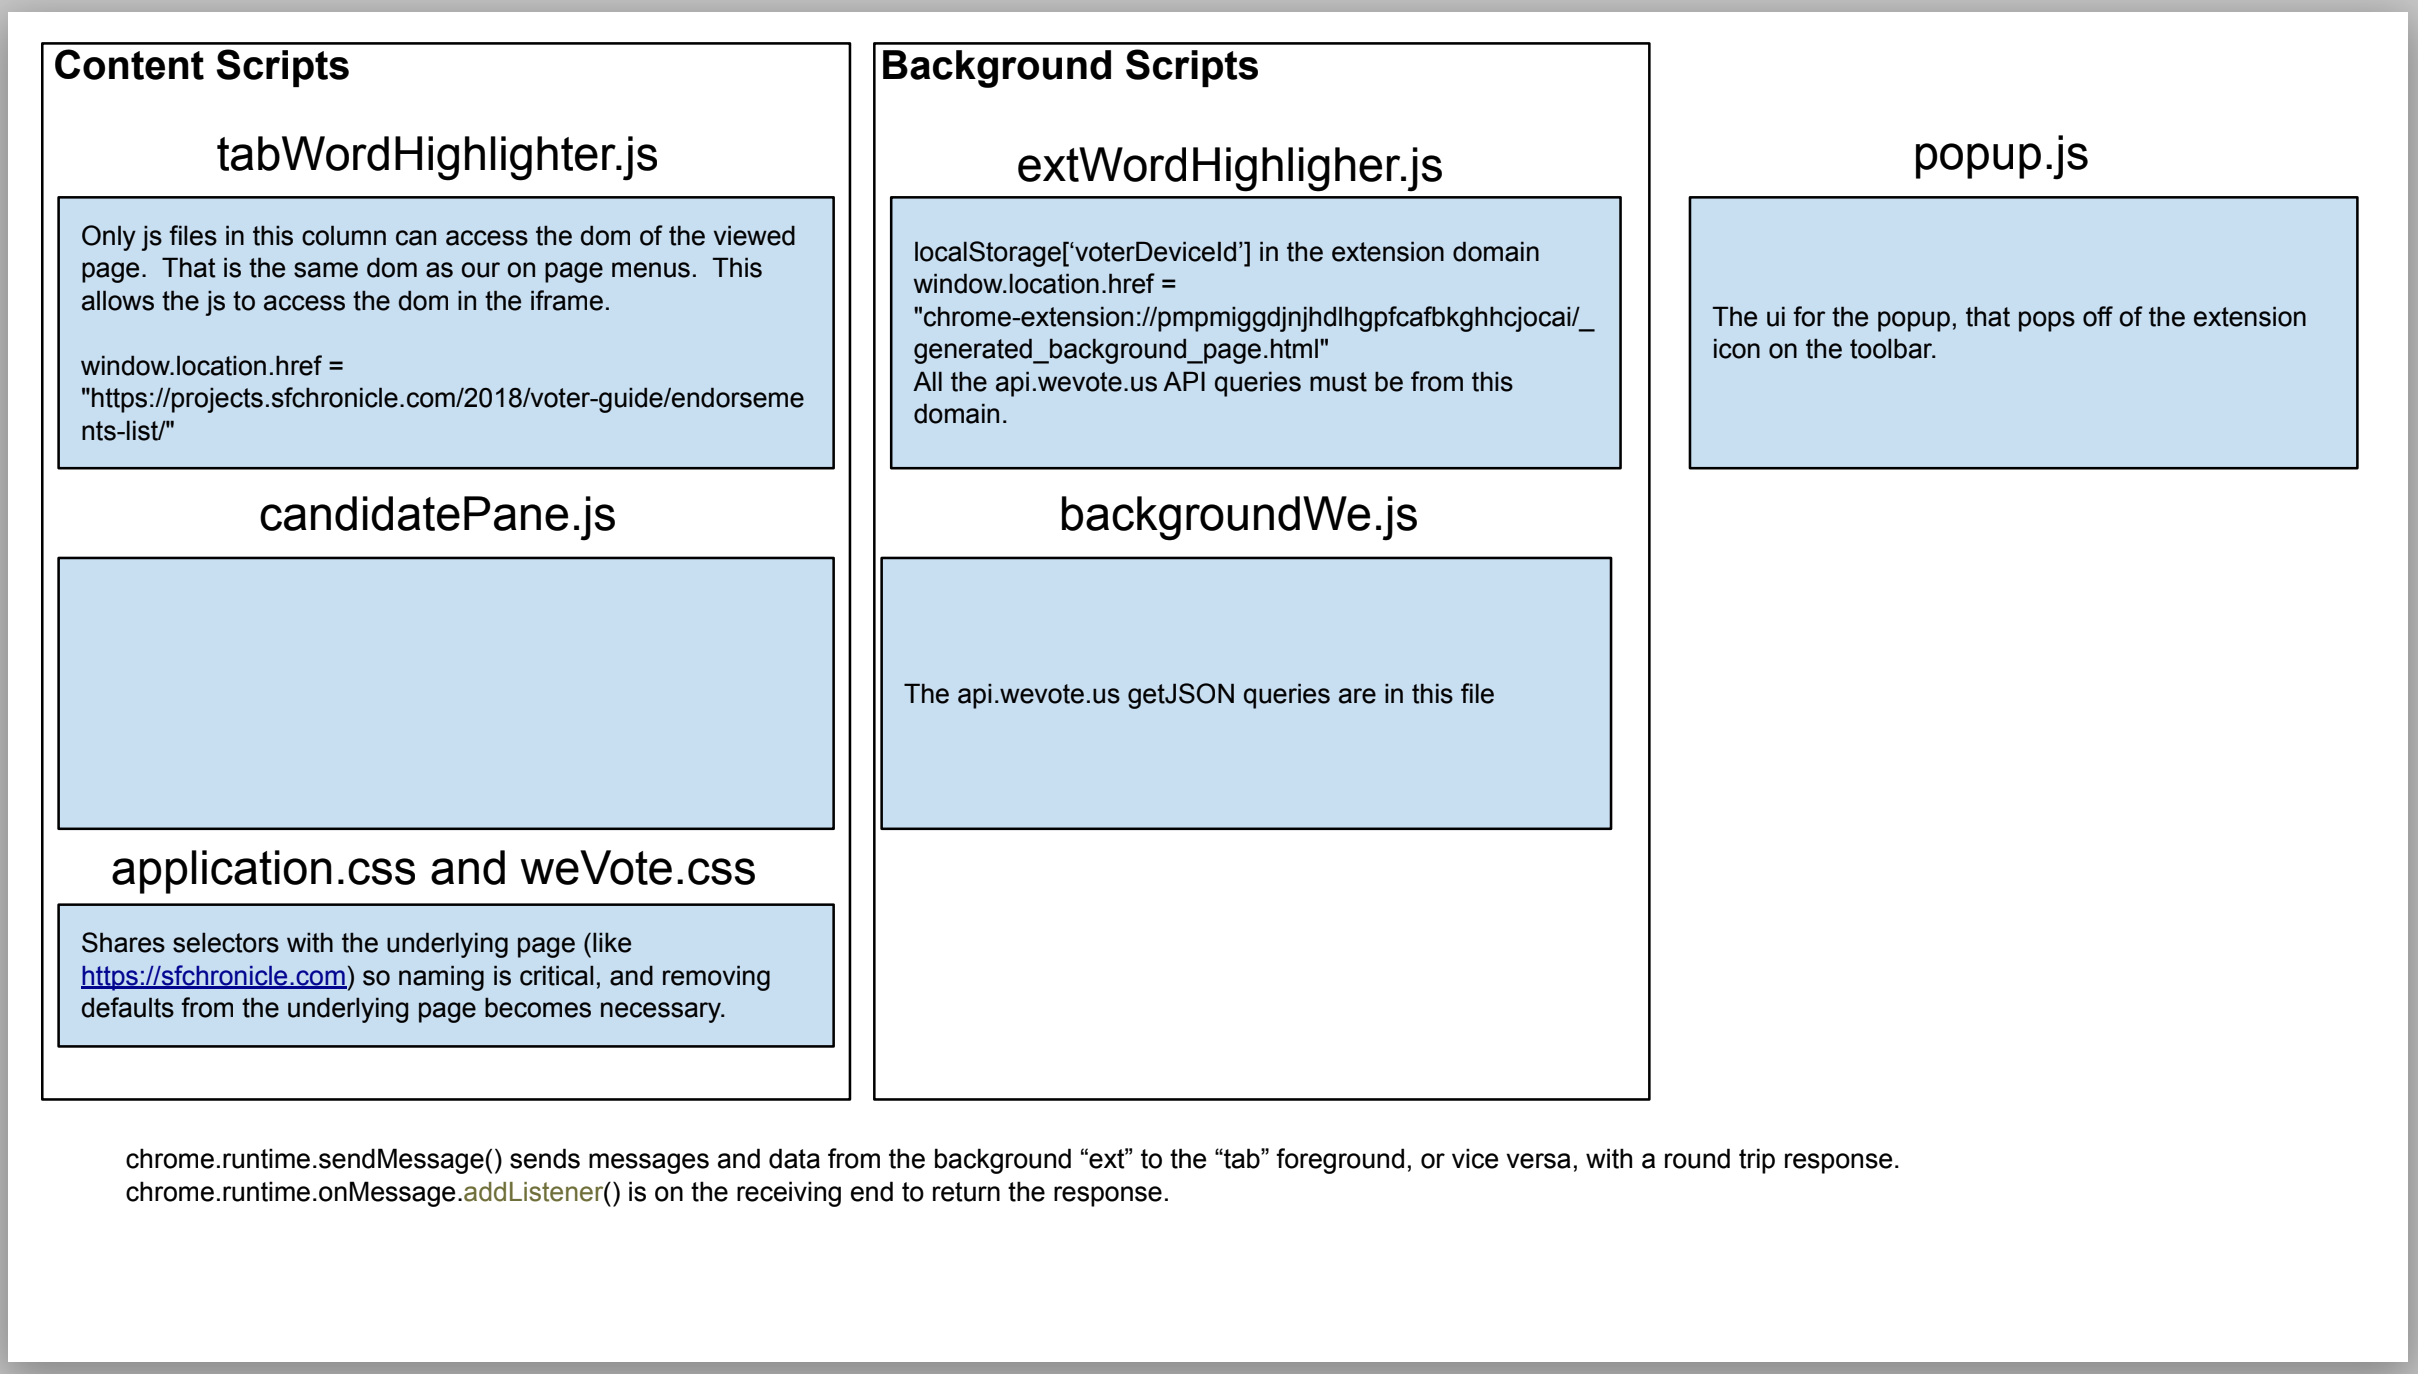 Content Scripts
tabWordHighlighter.js
Only js files in this column can access the dom of the viewed
page.  That is the same dom as our on page menus.  This
allows the js to access the dom in the iframe.
window.location.href =
"https://projects.sfchronicle.com/2018/voter-guide/endorseme
nts-list/"
candidatePane.js
application.css and weVote.css
Shares selectors with the underlying page (like
https://sfchronicle.com) so naming is critical, and removing
defaults from the underlying page becomes necessary.
Background Scripts
extWordHighligher.js
localStorage[‘voterDeviceId’] in the extension domain
window.location.href =
"chrome-extension://pmpmiggdjnjhdlhgpfcafbkghhcjocai/_
generated_background_page.html"
All the api.wevote.us API queries must be from this
domain.
backgroundWe.js
The api.wevote.us getJSON queries are in this file
popup.js
The ui for the popup, that pops off of the extension
icon on the toolbar.
chrome.runtime.sendMessage() sends messages and data from the background “ext” to the “tab” foreground, or vice versa, with a round trip response.
chrome.runtime.onMessage.addListener() is on the receiving end to return the response.